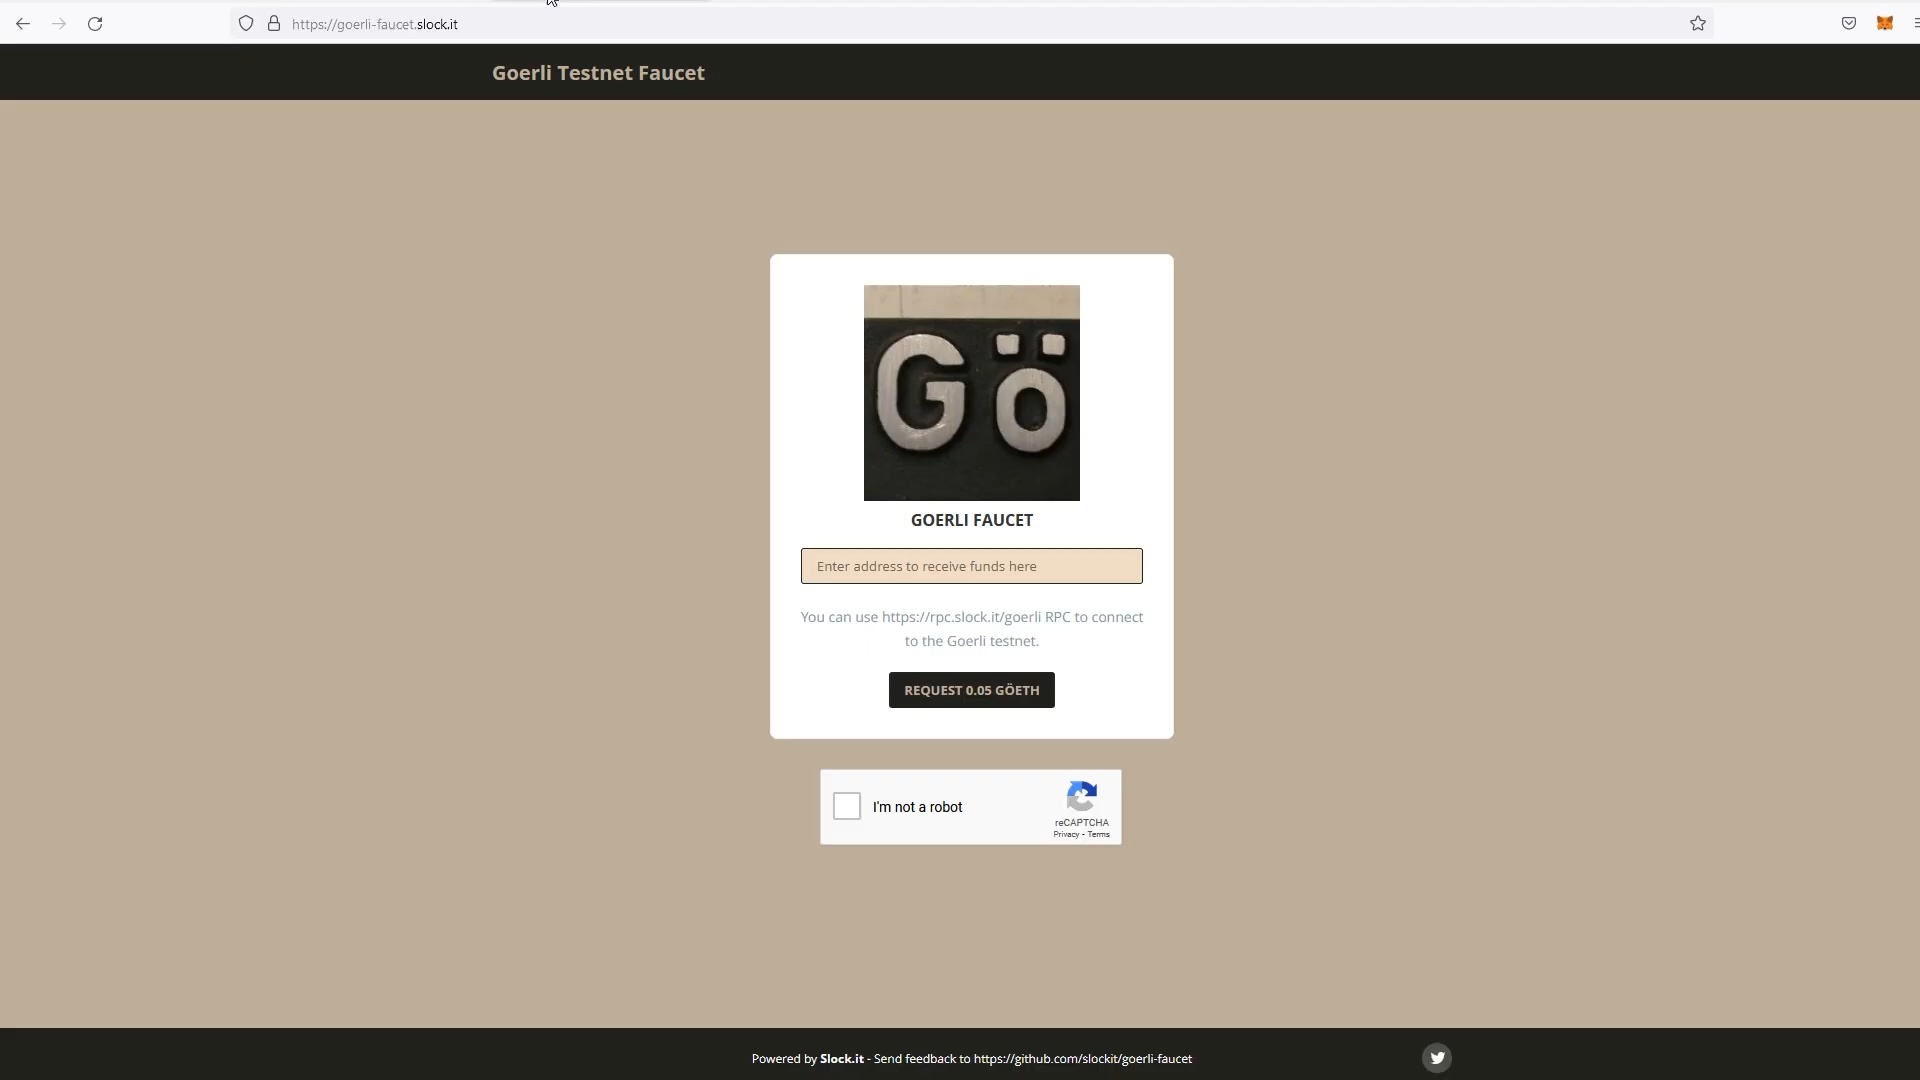 https://goerli-faucet.slock.it
Goerli Testnet Faucet
Gö
GOERLI FAUCET
Enter address to receive funds here
You can use https://rpc.slock.it/goerli RPC to connect
to the Goerli testnet.
REQUEST 0.05 GÖETH
I'm not a robot
reCAPTCHA
Privacy - Terms
Powered by Slock.it - Send feedback to https://github.com/slockit/goerli-faucet